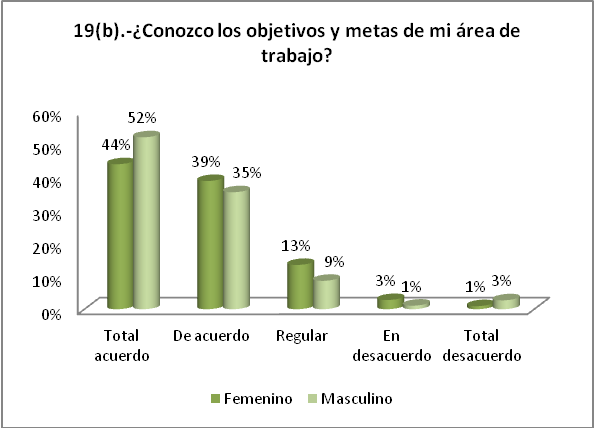 19(b).-¿Conozco los objetivos y metas de mi área de
trabajo?
60%
50%
40%
30%
20%
10%
0%
44%
52%
39%
35%
13%
9%
3%
1%
1%
3%
Total
acuerdo
De acuerdo
Regular
En
desacuerdo
Total
desacuerdo
Femenino
Masculino